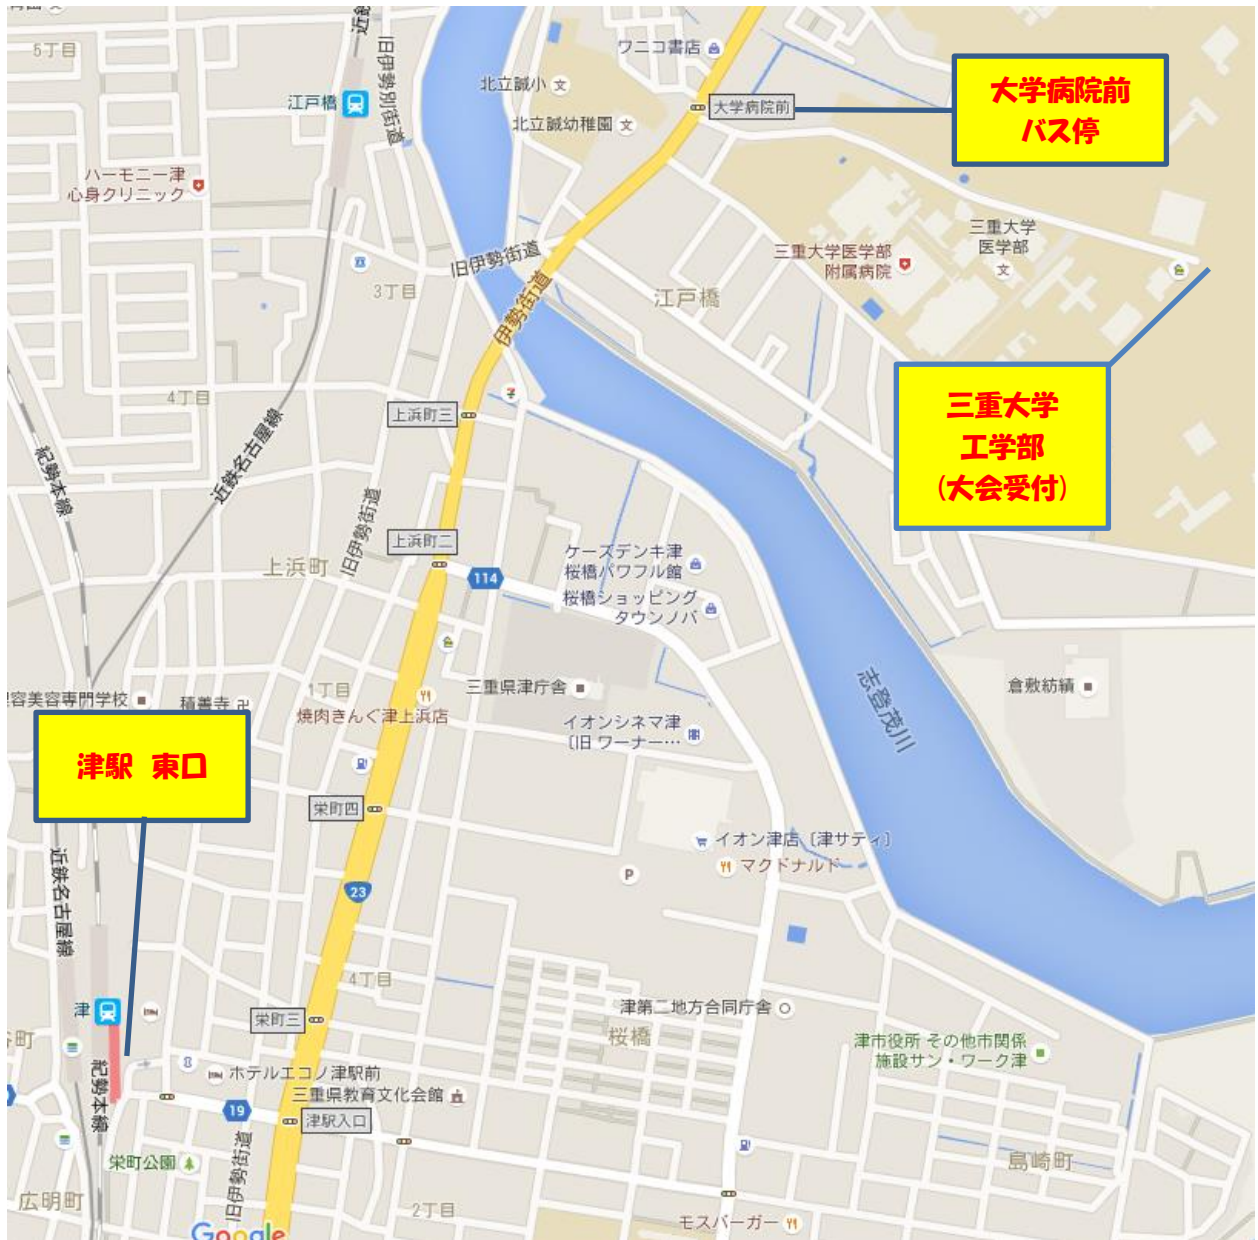 5丁目
近鉄
旧伊勢別街道
江戸橋
ワニコ書店
北立誠小
大学病院前
大学病院前
バス停
北立誠幼稚園
ハーモニー津
心身クリニック
三重大学
医学部
三重大学医学部
附属病院
旧伊勢街道
3丁目
江戸橋
伊勢街道
4丁目
上浜町三
三重大学
工学部
(大会受付)
近鉄名古屋線
紀勢本線
旧伊勢街道
上浜町二
上浜町
114
ケーズデンキ津
桜橋パワフル館
桜橋ショッピング
タウンノバ
志登茂川
倉敷紡績
容美容専門学校
積善寺
1丁目
三重県津庁舎
焼肉きんぐ津上浜店
イオンシネマ津
〔旧 ワーナー…
津駅 東口
栄町四
イオン津店〔津サティ〕
マクドナルド
P
近鉄名古屋線
23
4丁目
津
栄町三
津第二地方合同庁舎
桜橋
津市役所 その他市関係
施設サン・ワーク津
町
紀勢本線
ホテルエコノ津駅前
三重県教育文化会館
19
津駅入口
旧伊勢街道
栄町公園
島崎町
広明町
2丁目
モスバーガー
Google